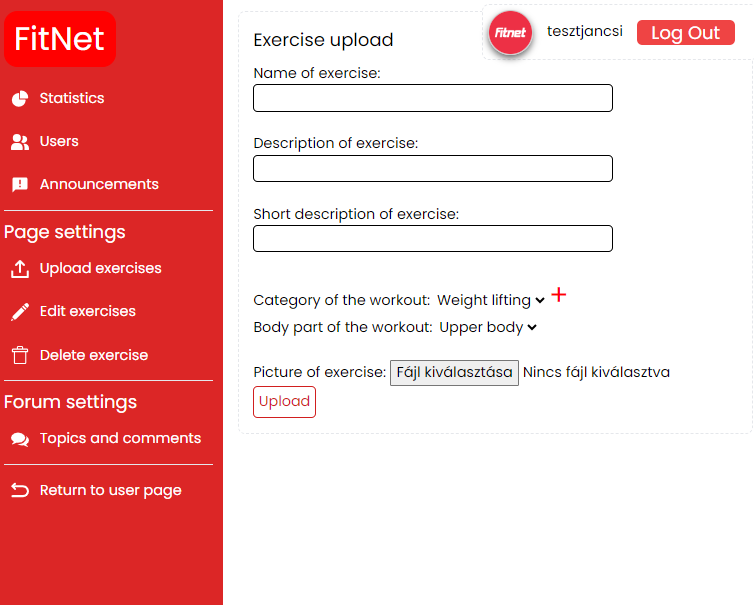 FitNet
Statistics
Users
Announcements
Page settings
Upload exercises
Edit exercises
Delete exercise
Forum settings
Topics and comments
Return to user page
Fitnet
tesztjancsi
Log Out
Exercise upload
Name of exercise:
Description of exercise:
Short description of exercise:
Category of the workout: Weight lifting +
Body part of the workout: Upper body
Picture of exercise: Fájl kiválasztása Nincs fájl kiválasztva
Upload